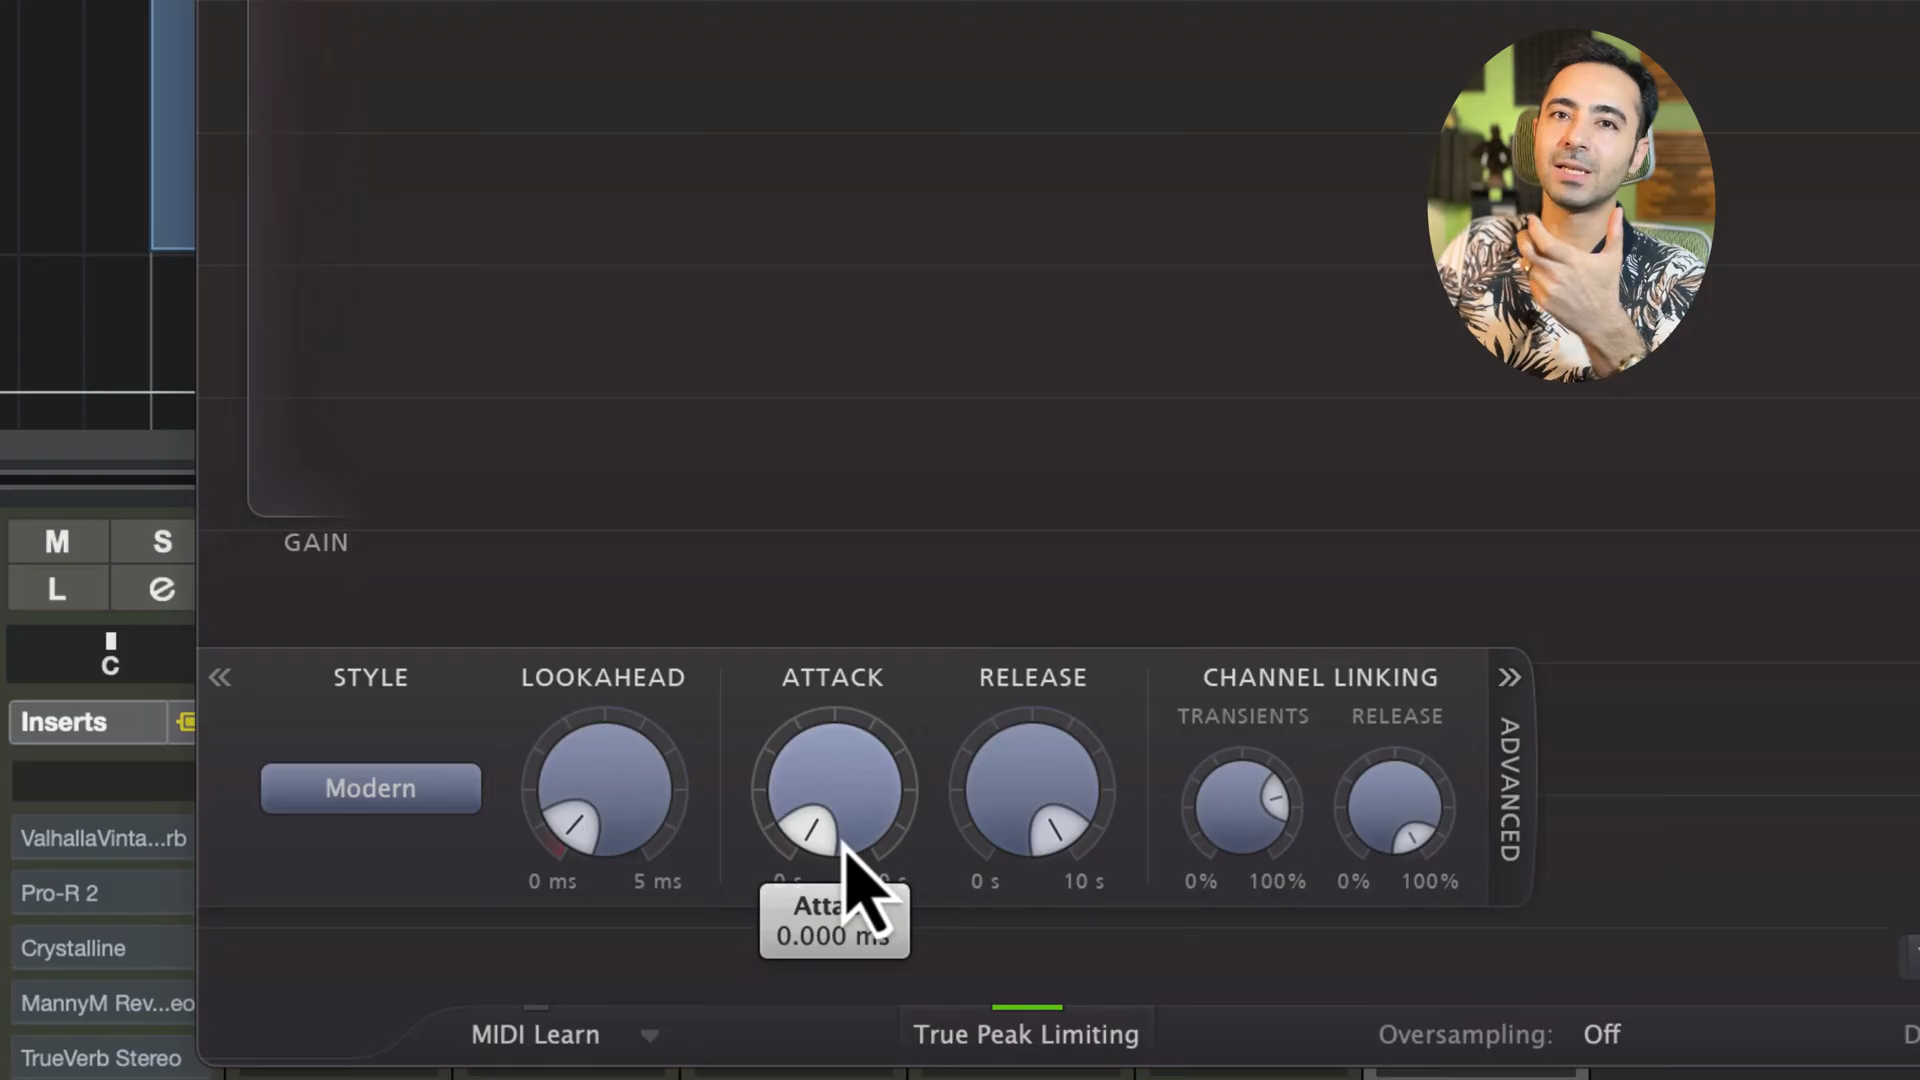 M S
L
C
Inserts
ValhallaVinta...rb
Pro-R 2
Crystalline
MannyM Rev...eo
TrueVerb Stereo
GAIN
STYLE LOOKAHEAD ATTACK RELEASE CHANNEL LINKING
TRANSIENTS RELEASE
Modern
ADVANCED
0 ms 5 ms 0 s 0 s 10 s 0% 100% 0% 100%
0.000 ms
MIDI Learn True Peak Limiting Oversampling: Off